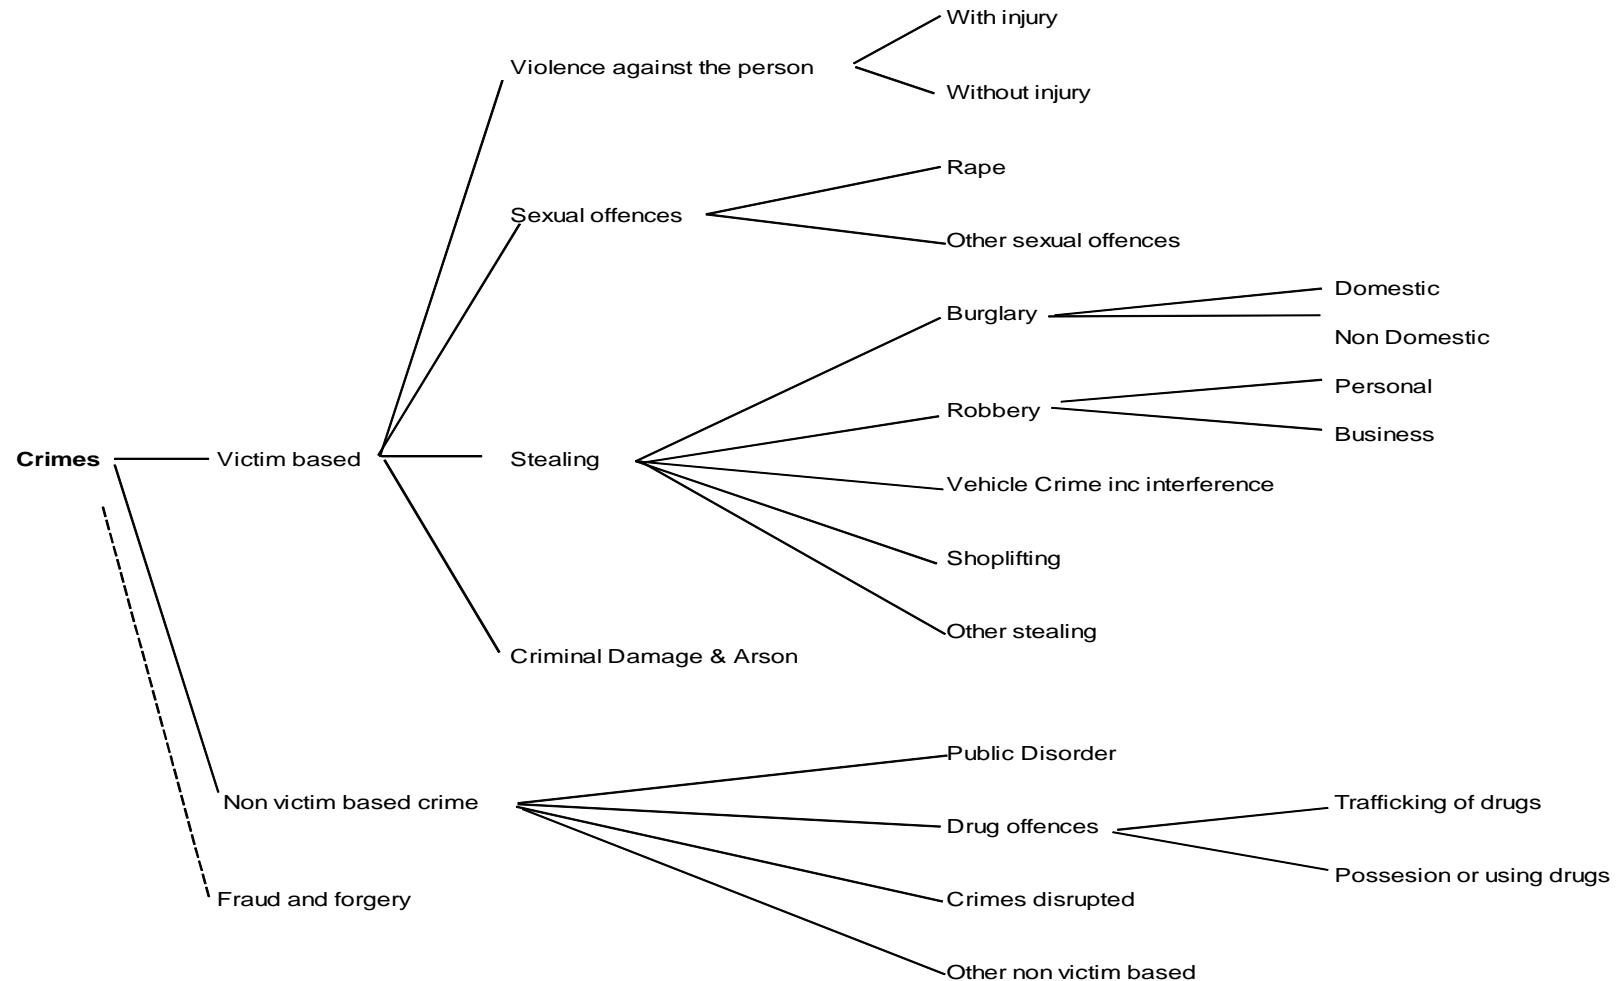 With injury
Violence against the person
Without injury
Rape
Sexual offences
Other sexual offences
Domestic
Burglary
Non Domestic
Personal
Robbery
Business
Crimes
Victim based
Stealing
Vehicle Crime inc interference
Shoplifting
Other stealing
Criminal Damage & Arson
Public Disorder
Non victim based crime
Trafficking of drugs
Drug offences
Possesion or using drugs
Fraud and forgery
Crimes disrupted
Other non victim based